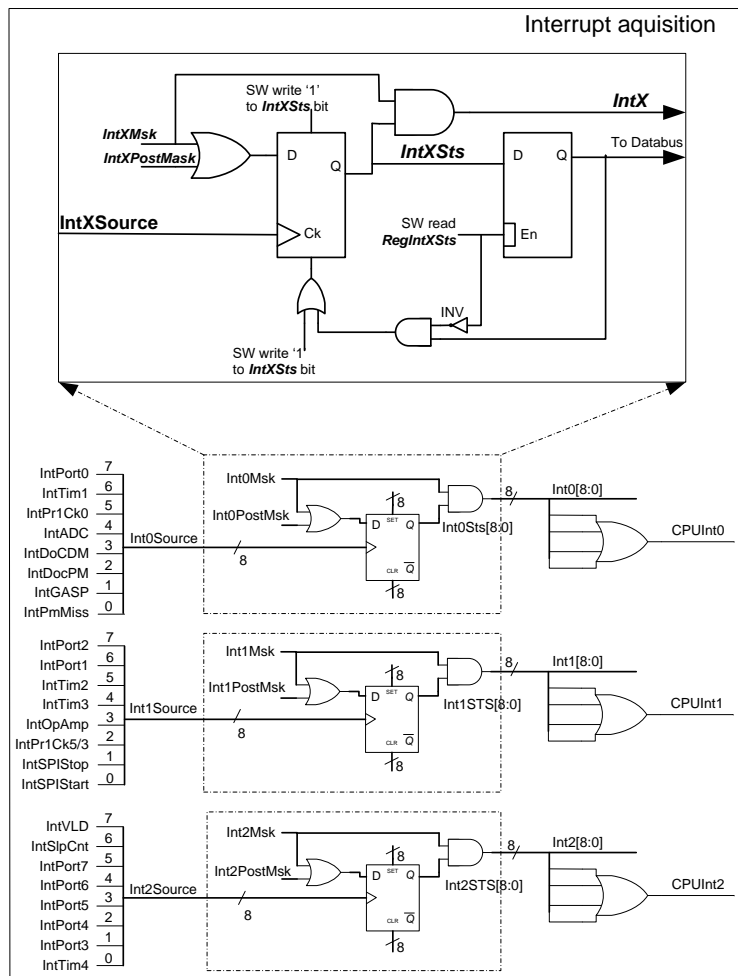 Interrupt aquisition
SW write '1'
to IntXSts bit
IntX
IntXMsk
IntXPostMask
D
Q
IntXSts
D
Q
To Databus
IntXSource
Ck
SW read
RegIntXSts
En
INV
SW write '1'
to IntXSts bit
IntPort0 7
IntTim1 6
IntPr1Ck0 5
IntADC 4
IntDoCDM 3
IntDocPM 2
IntGASP 1
IntPmMiss 0
Int0Source
8
Int0Msk
Int0PostMsk
8
D SET Q
CLR Q
8
Int0Sts[8:0]
8
Int0[8:0]
CPUInt0
IntPort2 7
IntPort1 6
IntTim2 5
IntTim3 4
IntOpAmp 3
IntPr1Ck5/3 2
IntSPIStop 1
IntSPIStart 0
Int1Source
8
Int1Msk
Int1PostMsk
8
D SET Q
CLR Q
8
Int1STS[8:0]
8
Int1[8:0]
CPUInt1
IntVLD 7
IntSlpCnt 6
IntPort7 5
IntPort6 4
IntPort5 3
IntPort4 2
IntPort3 1
IntTim4 0
Int2Source
8
Int2Msk
Int2PostMsk
8
D SET Q
CLR Q
8
Int2STS[8:0]
8
Int2[8:0]
CPUInt2